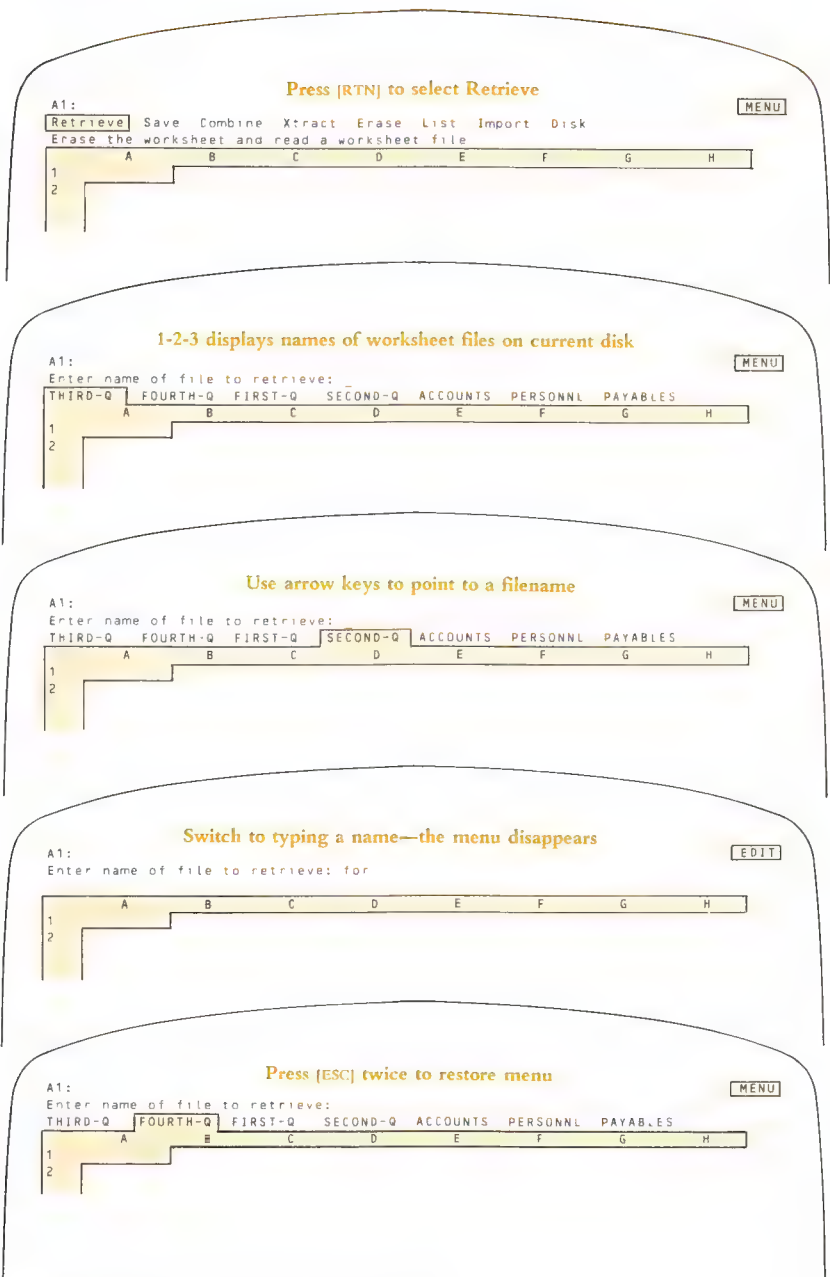 Press [RTN] to select Retrieve
A1:
MENU
Retrieve Save Combine Xtract Erase List Import Disk
Erase the worksheet and read a worksheet file
A B C D E F G H
1
2
1-2-3 displays names of worksheet files on current disk
A1:
MENU
Enter name of file to retrieve: _
THIRD-Q FOURTH-Q FIRST-Q SECOND-Q ACCOUNTS PERSONNL PAYABLES
A B C D E F G H
1
2
Use arrow keys to point to a filename
A1:
MENU
Enter name of file to retrieve:
THIRD-Q FOURTH-Q FIRST-Q SECOND-Q ACCOUNTS PERSONNL PAYABLES
A B C D E F G H
1
2
Switch to typing a name—the menu disappears
A1:
EDIT
Enter name of file to retrieve: for
A B C D E F G H
1
2
Press [ESC] twice to restore menu
A1:
MENU
Enter name of file to retrieve:
THIRD-Q FOURTH-Q FIRST-Q SECOND-Q ACCOUNTS PERSONNL PAYABLES
A B C D E F G H
1
2